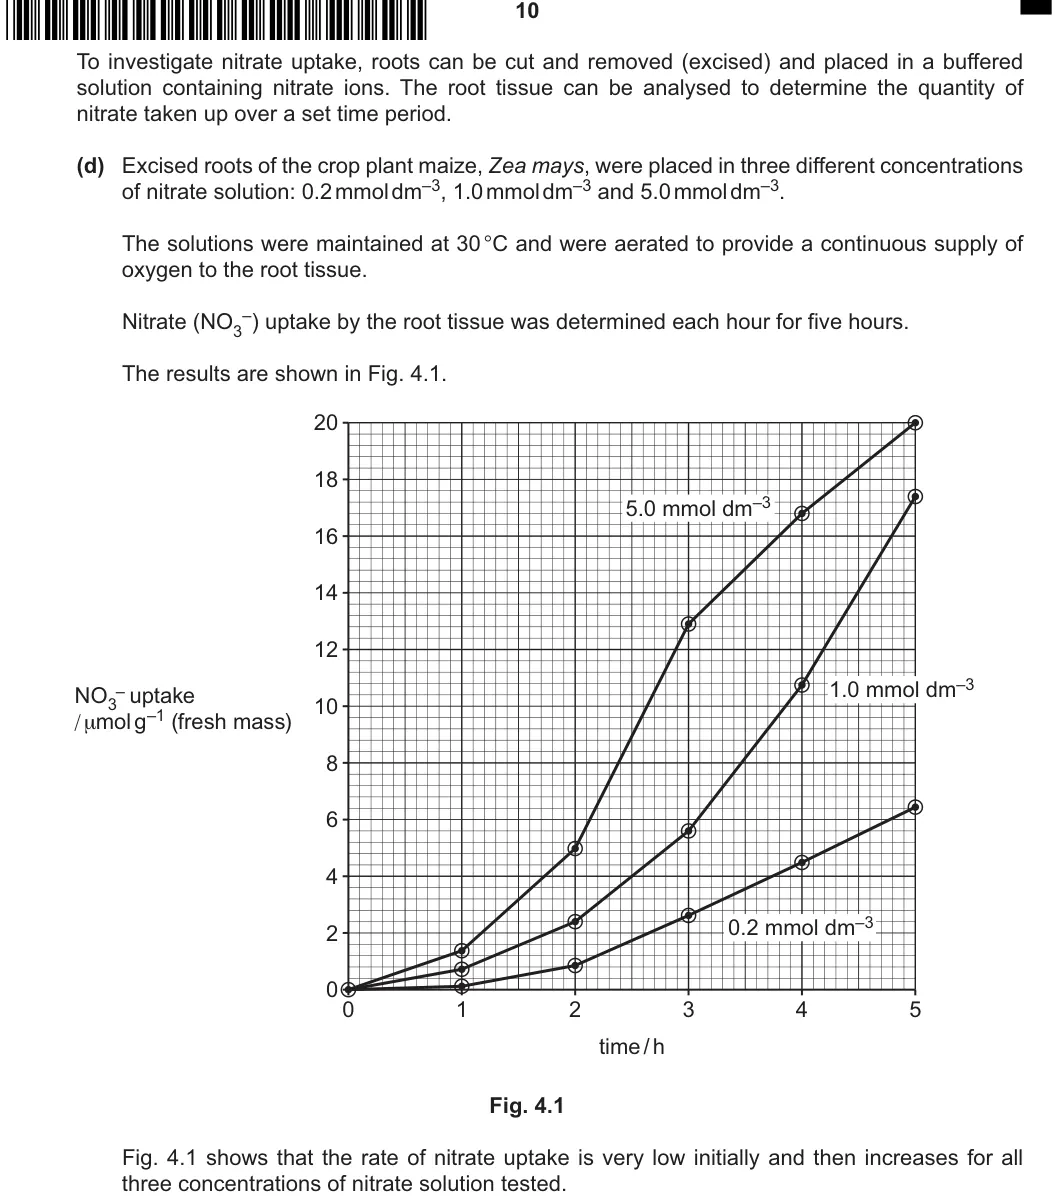 10
To investigate nitrate uptake, roots can be cut and removed (excised) and placed in a buffered
solution containing nitrate ions. The root tissue can be analysed to determine the quantity of
nitrate taken up over a set time period.
(d) Excised roots of the crop plant maize, Zea mays, were placed in three different concentrations
of nitrate solution: 0.2 mmol dm⁻³, 1.0 mmol dm⁻³ and 5.0 mmol dm⁻³.
The solutions were maintained at 30 °C and were aerated to provide a continuous supply of
oxygen to the root tissue.
Nitrate (NO₃⁻) uptake by the root tissue was determined each hour for five hours.
The results are shown in Fig. 4.1.
20
18
5.0 mmol dm⁻³
16
14
12
NO₃⁻ uptake
/ μmol g⁻¹ (fresh mass)
1.0 mmol dm⁻³
10
8
6
4
0.2 mmol dm⁻³
2
0
0 1 2 3 4 5
time / h
Fig. 4.1
Fig. 4.1 shows that the rate of nitrate uptake is very low initially and then increases for all
three concentrations of nitrate solution tested.